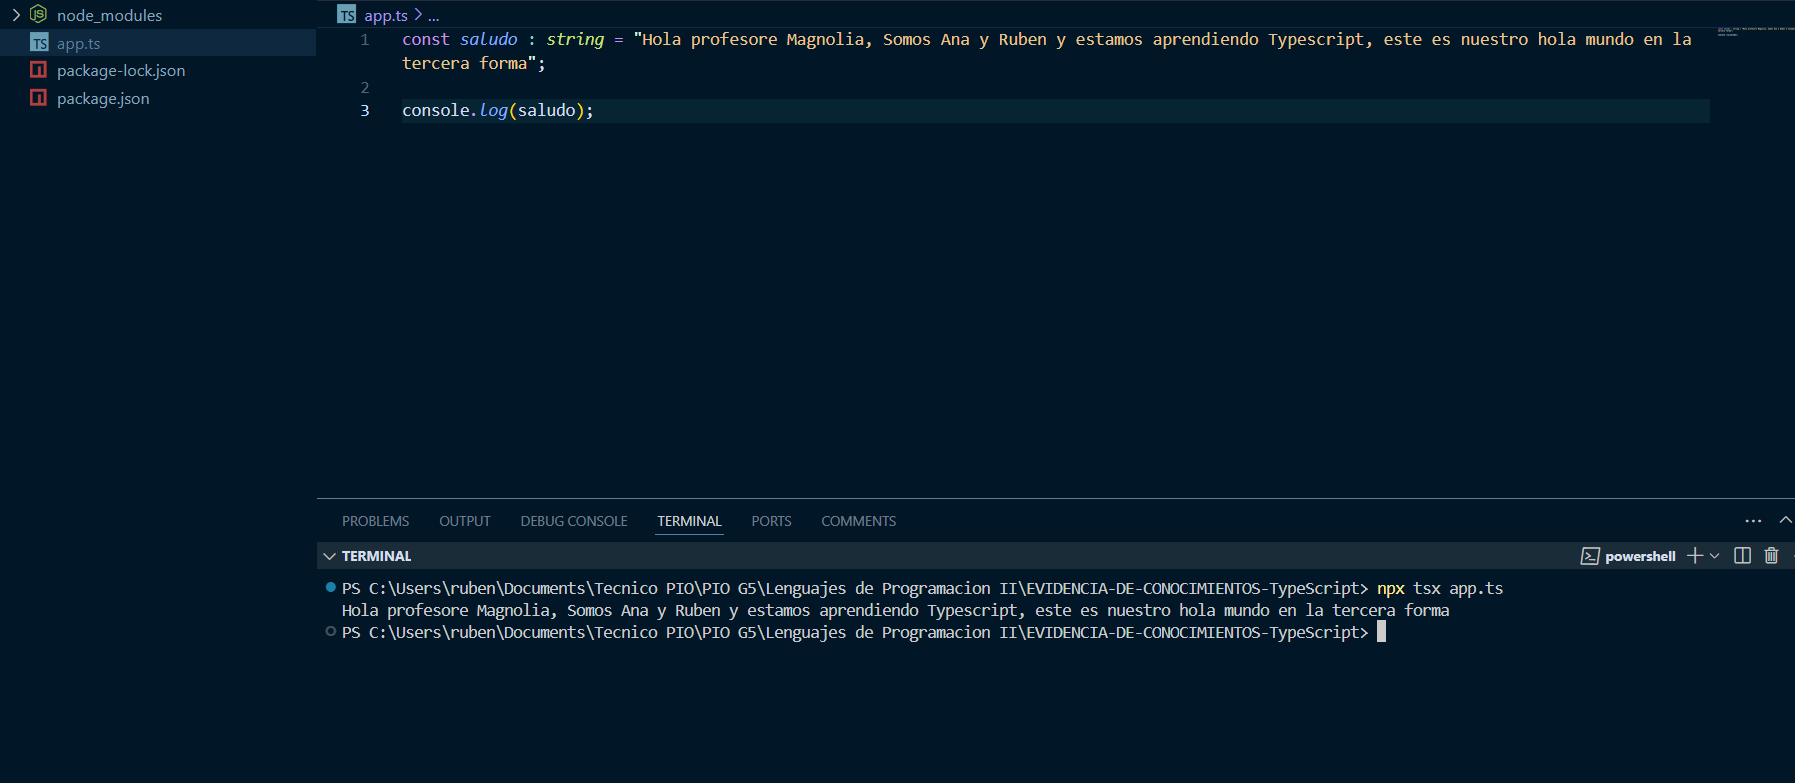 node_modules
TS app.ts
package-lock.json
package.json
TS app.ts > ...
1 const saludo : string = "Hola profesore Magnolia, Somos Ana y Ruben y estamos aprendiendo Typescript, este es nuestro hola mundo en la
tercera forma";
2
3 console.log(saludo);
PROBLEMS OUTPUT DEBUG CONSOLE TERMINAL PORTS COMMENTS
TERMINAL powershell
PS C:\Users\ruben\Documents\Tecnico PIO\PIO G5\Lenguajes de Programacion II\EVIDENCIA-DE-CONOCIMIENTOS-TypeScript> npx tsx app.ts
Hola profesore Magnolia, Somos Ana y Ruben y estamos aprendiendo Typescript, este es nuestro hola mundo en la tercera forma
PS C:\Users\ruben\Documents\Tecnico PIO\PIO G5\Lenguajes de Programacion II\EVIDENCIA-DE-CONOCIMIENTOS-TypeScript>